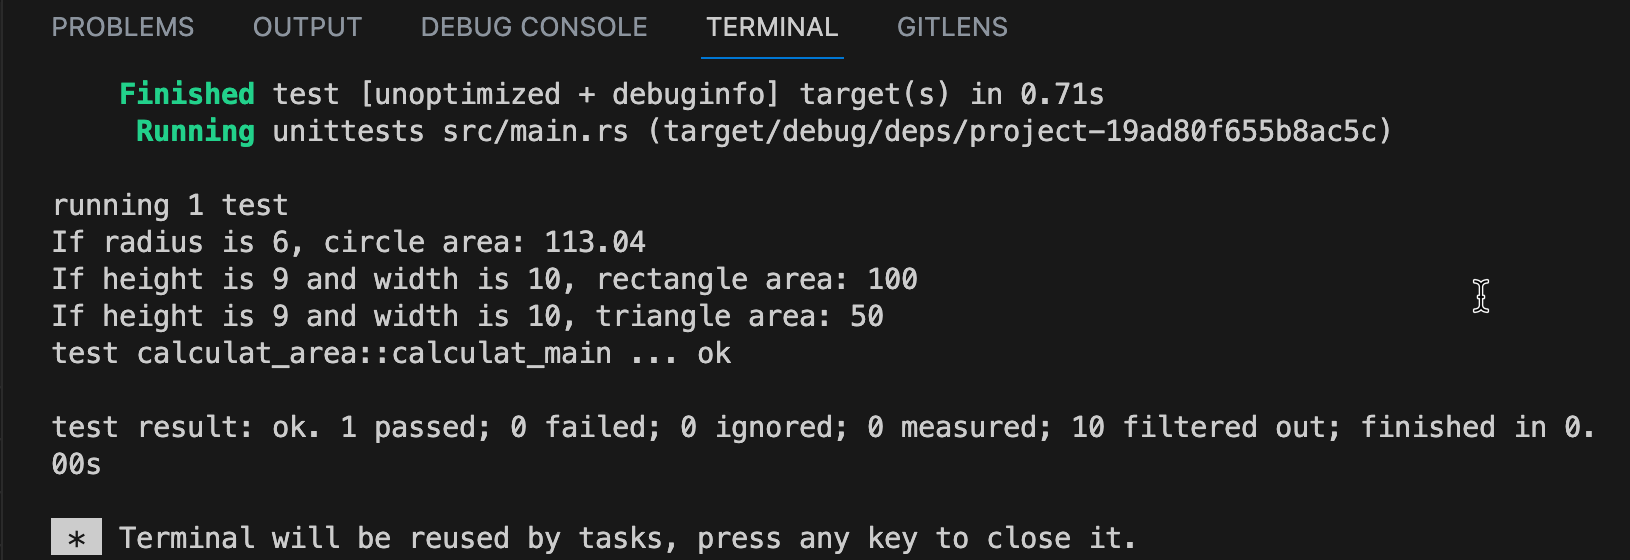 PROBLEMS OUTPUT DEBUG CONSOLE TERMINAL GITLENS
Finished test [unoptimized + debuginfo] target(s) in 0.71s
Running unittests src/main.rs (target/debug/deps/project-19ad80f655b8ac5c)
running 1 test
If radius is 6, circle area: 113.04
If height is 9 and width is 10, rectangle area: 100
If height is 9 and width is 10, triangle area: 50
test calculat_area::calculat_main ... ok
test result: ok. 1 passed; 0 failed; 0 ignored; 0 measured; 10 filtered out; finished in 0.
00s
* Terminal will be reused by tasks, press any key to close it.